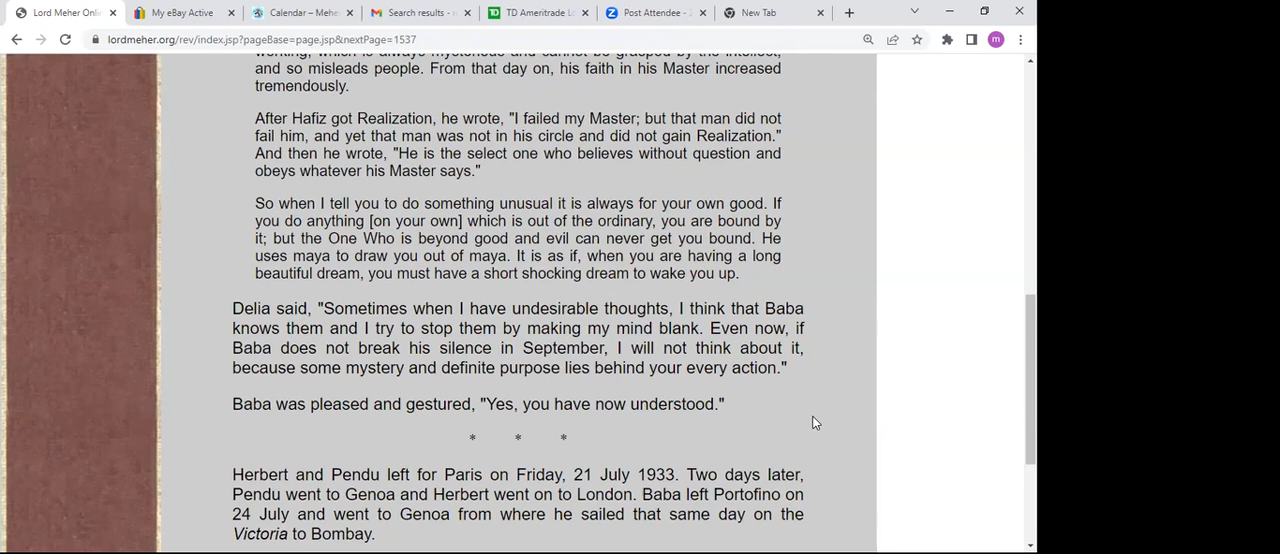 Lord Meher Onli
My eBay Active
Calendar – Mehe
Search results -
TD Ameritrade Lo
Post Attendee - Z
New Tab
lordmeher.org/rev/index.jsp?pageBase=page.jsp&nextPage=1537
m
working, which is always mysterious and cannot be grasped by the intellect,
and so misleads people. From that day on, his faith in his Master increased
tremendously.
After Hafiz got Realization, he wrote, "I failed my Master; but that man did not
fail him, and yet that man was not in his circle and did not gain Realization."
And then he wrote, "He is the select one who believes without question and
obeys whatever his Master says."
So when I tell you to do something unusual it is always for your own good. If
you do anything [on your own] which is out of the ordinary, you are bound by
it; but the One Who is beyond good and evil can never get you bound. He
uses maya to draw you out of maya. It is as if, when you are having a long
beautiful dream, you must have a short shocking dream to wake you up.
Delia said, "Sometimes when I have undesirable thoughts, I think that Baba
knows them and I try to stop them by making my mind blank. Even now, if
Baba does not break his silence in September, I will not think about it,
because some mystery and definite purpose lies behind your every action."
Baba was pleased and gestured, "Yes, you have now understood."
* * *
Herbert and Pendu left for Paris on Friday, 21 July 1933. Two days later,
Pendu went to Genoa and Herbert went on to London. Baba left Portofino on
24 July and went to Genoa from where he sailed that same day on the
Victoria to Bombay.